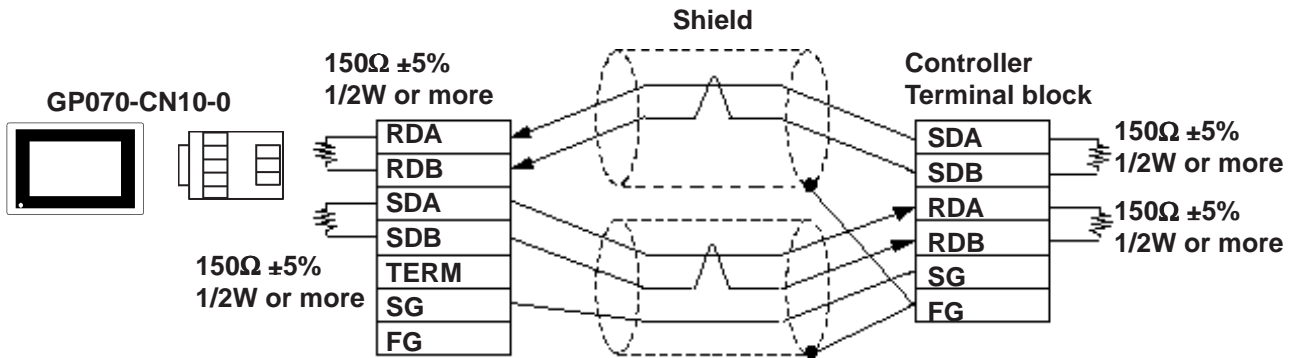 Shield
150Ω ±5%
1/2W or more
GP070-CN10-0
RDA
RDB
SDA
SDB
TERM
SG
FG
150Ω ±5%
1/2W or more
Controller
Terminal block
SDA
SDB
RDA
RDB
SG
FG
150Ω ±5%
1/2W or more
150Ω ±5%
1/2W or more